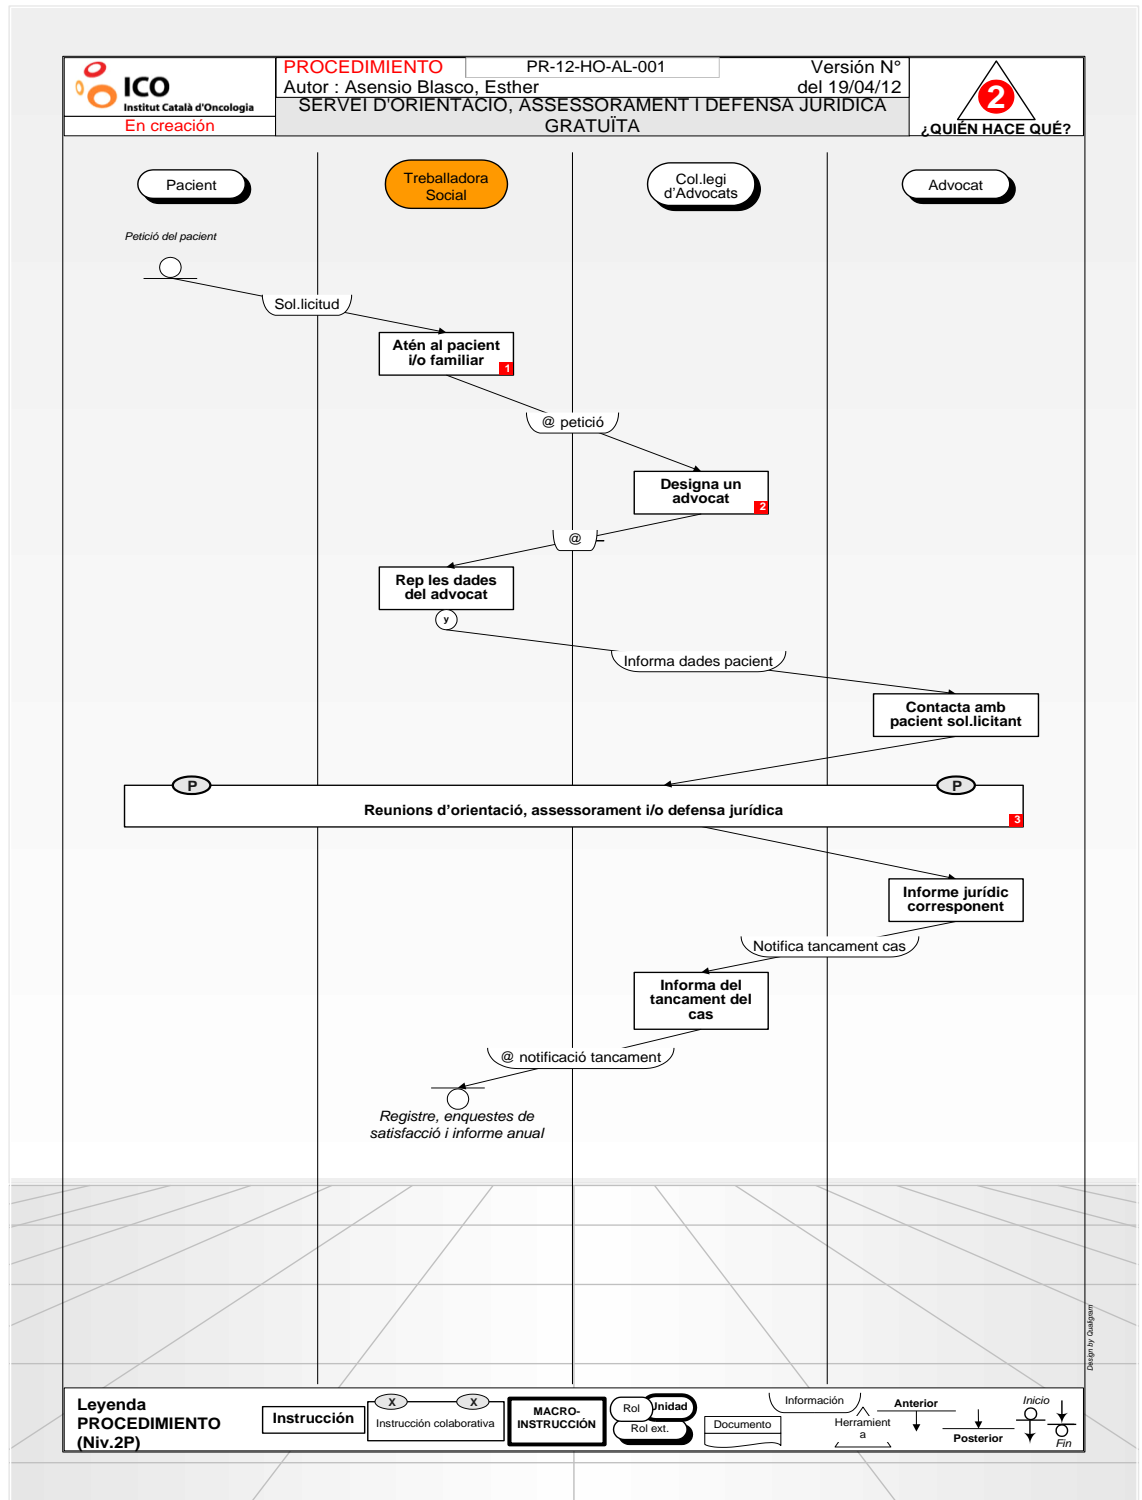 ICO
Institut Català d'Oncologia
En creación
PROCEDIMIENTO
PR-12-HO-AL-001
Versión N°
Autor : Asensio Blasco, Esther
del 19/04/12
SERVEI D'ORIENTACIO, ASSESSORAMENT I DEFENSA JURIDICA
GRATUÏTA
2
¿QUIÉN HACE QUÉ?
Pacient
Treballadora
Social
Col.legi
d'Advocats
Advocat
Petició del pacient
Sol.licitud
Atén al pacient
i/o familiar
1
@ petició
Designa un
advocat
2
@
Rep les dades
del advocat
y
Informa dades pacient
Contacta amb
pacient sol.licitant
P
P
Reunions d'orientació, assessorament i/o defensa jurídica
3
Informe jurídic
corresponent
Notifica tancament cas
Informa del
tancament del
cas
@ notificació tancament
Registre, enquestes de
satisfacció i informe anual
Design by Qualigram
Leyenda
PROCEDIMIENTO
(Niv.2P)
Instrucción
X
X
Instrucción colaborativa
MACRO-
INSTRUCCIÓN
Rol
Unidad
Rol ext.
Documento
Información
Herramient
a
Anterior
Posterior
Inicio
Fin